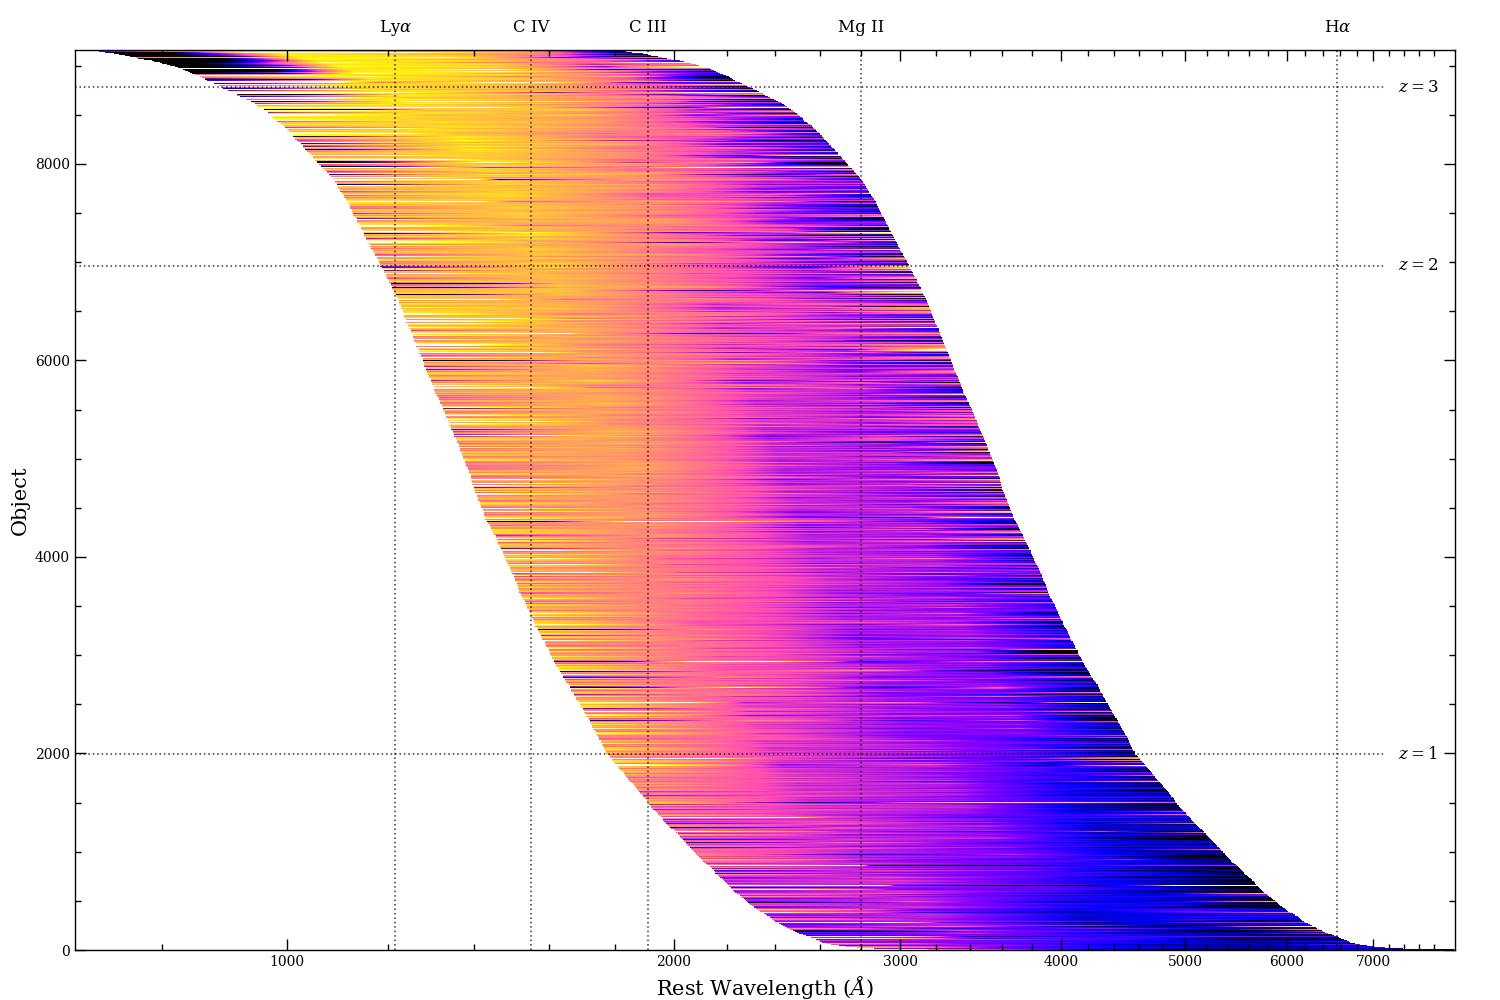 Lyα C IV C III Mg II Hα
z = 3
8000
z = 2
6000
Object
4000
z = 1
2000
0
1000 2000 3000 4000 5000 6000 7000
Rest Wavelength (Å)